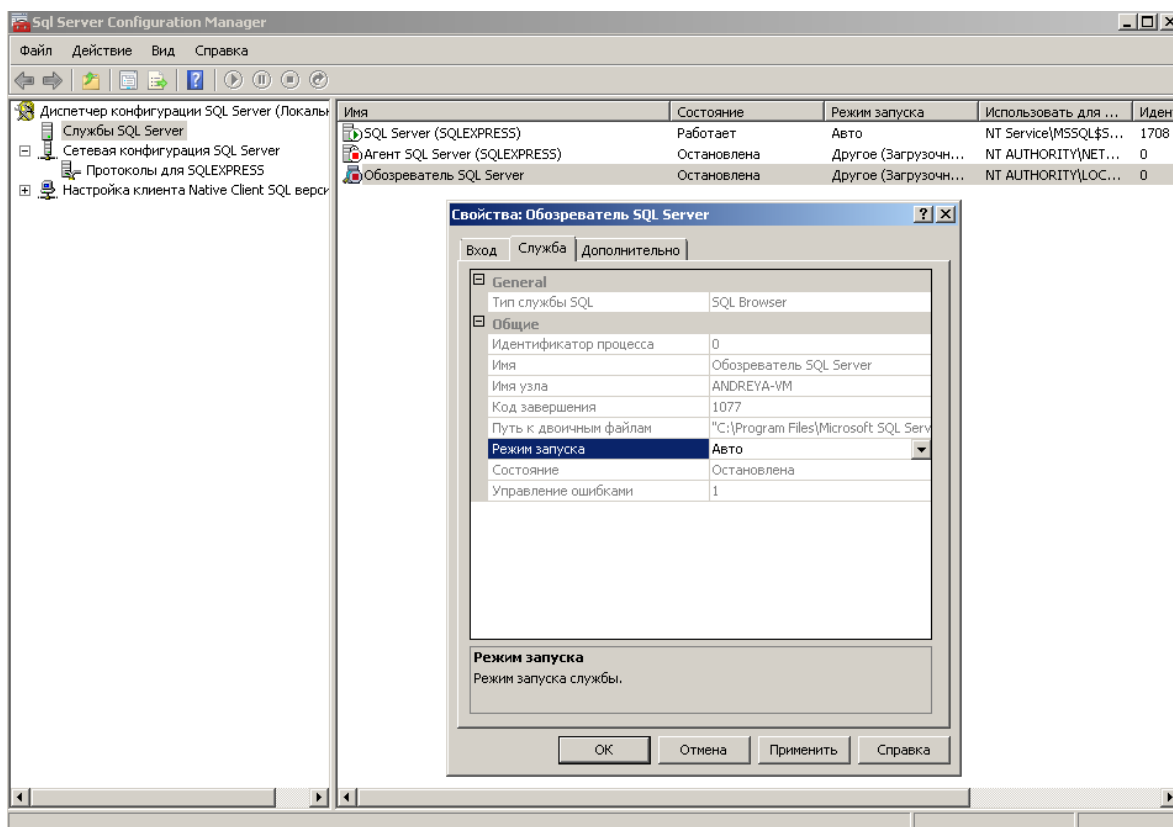 Sql Server Configuration Manager
Файл Действие Вид Справка
Диспетчер конфигурации SQL Server (Локальн
Службы SQL Server
Сетевая конфигурация SQL Server
Протоколы для SQLEXPRESS
Настройка клиента Native Client SQL верси
Имя Состояние Режим запуска Использовать для ... Иден
SQL Server (SQLEXPRESS) Работает Авто NT Service\MSSQL$S... 1708
Агент SQL Server (SQLEXPRESS) Остановлена Другое (Загрузочн... NT AUTHORITY\NET... 0
Обозреватель SQL Server Остановлена Другое (Загрузочн... NT AUTHORITY\LOC... 0
Свойства: Обозреватель SQL Server
Вход Служба Дополнительно
General
Тип службы SQL SQL Browser
Общие
Идентификатор процесса 0
Имя Обозреватель SQL Server
Имя узла ANDREYA-VM
Код завершения 1077
Путь к двоичным файлам "C:\Program Files\Microsoft SQL Serv
Режим запуска Авто
Состояние Остановлена
Управление ошибками 1
Режим запуска
Режим запуска службы.
ОК Отмена Применить Справка